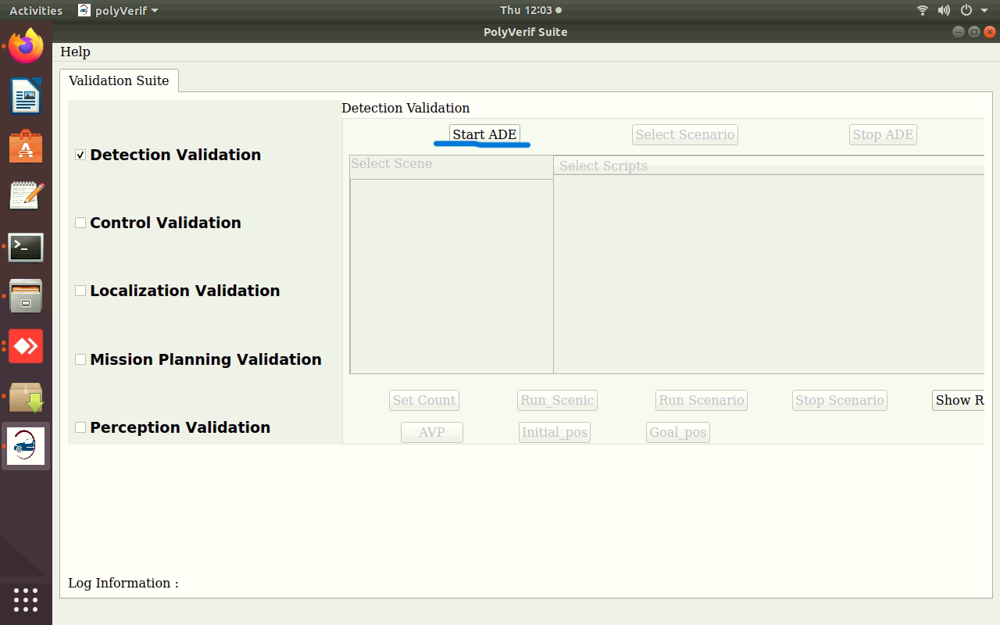 Activities polyVerif Thu 12:03
PolyVerif Suite
Help
Validation Suite
Detection Validation
Start ADE Select Scenario Stop ADE
Detection Validation
Select Scene Select Scripts
Control Validation
Localization Validation
Mission Planning Validation
Set Count Run_Scenic Run Scenario Stop Scenario Show R
Perception Validation
AVP Initial_pos Goal_pos
Log Information :